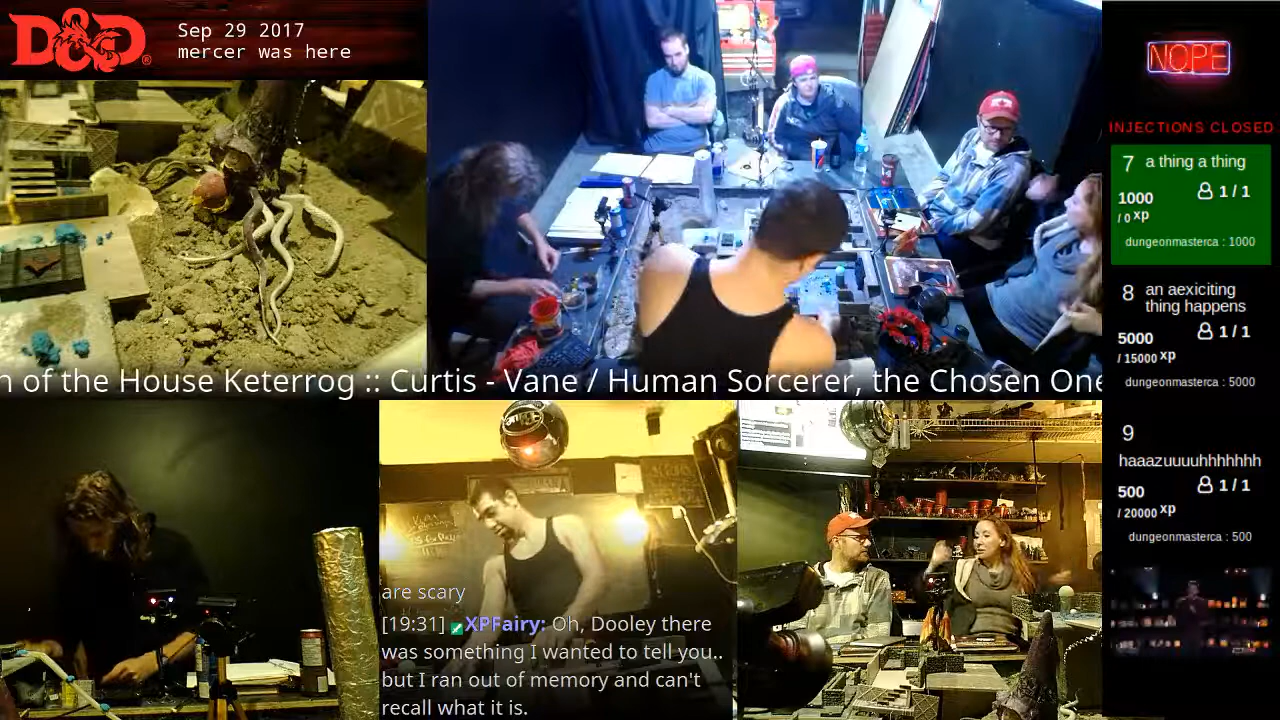 D&D
Sep 29 2017
mercer was here
n of the House Keterrog :: Curtis - Vane / Human Sorcerer, the Chosen One
are scary
[19:31] XPFairy: Oh, Dooley there
was something I wanted to tell you..
but I ran out of memory and can't
recall what it is.
NOPE
INJECTIONS CLOSED
7 a thing a thing
1000
/ 0 xp
1 / 1
dungeonmasterca : 1000
8 an aexiciting
thing happens
5000
/ 15000 xp
1 / 1
dungeonmasterca : 5000
9
haaazuuuuhhhhhhh
500
/ 20000 xp
1 / 1
dungeonmasterca : 500